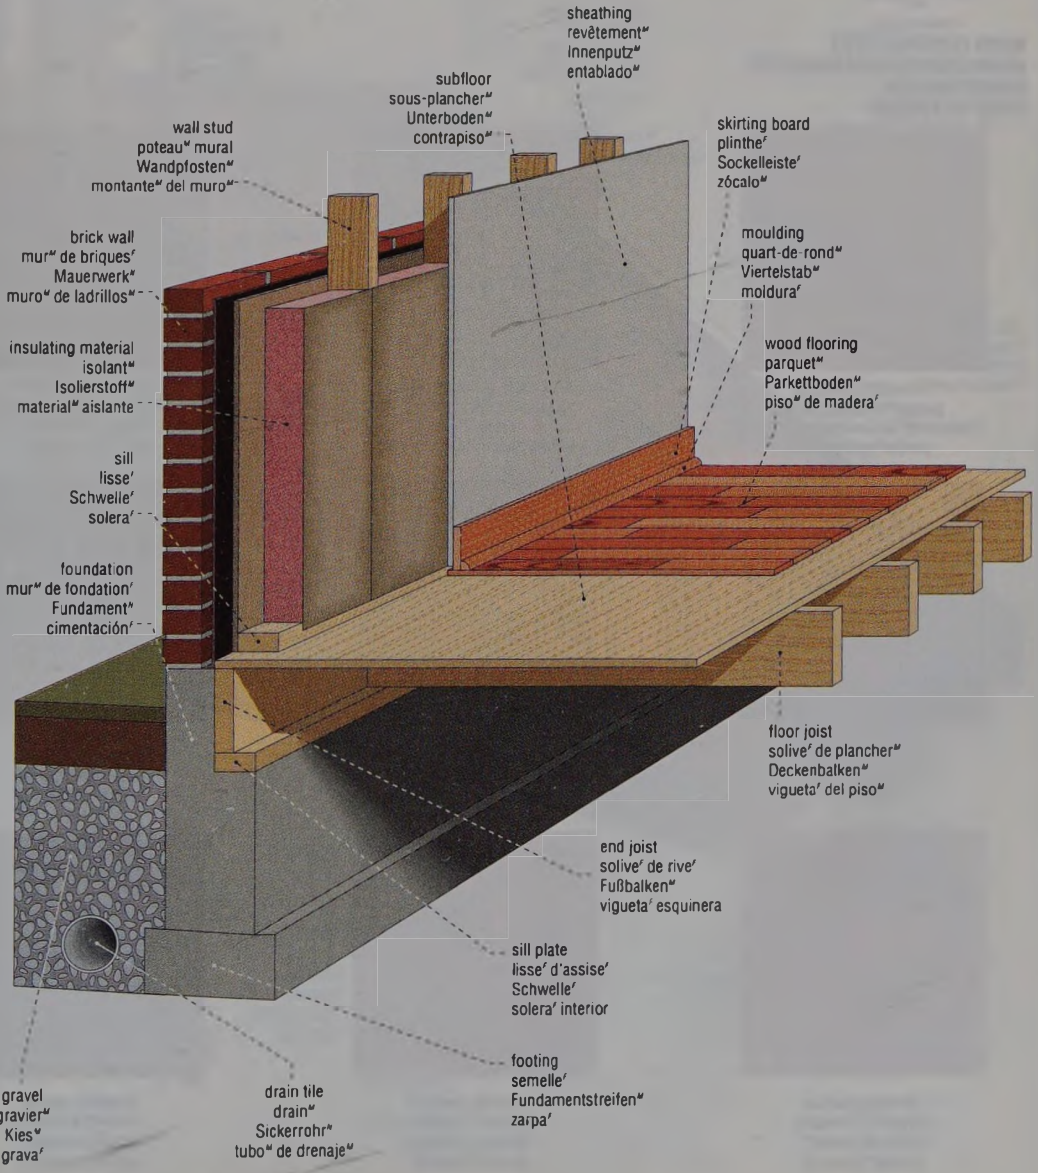 sheathing
revêtementᴹ
Innenputzᴹ
entabladoᴹ
subfloor
sous-plancherᴹ
Unterbodenᴹ
contrapisoᴹ
wall stud
poteauᴹ mural
Wandpfostenᴹ
montanteᴹ del muroᴹ
skirting board
plintheᶠ
Sockelleisteᶠ
zócaloᴹ
brick wall
murᴹ de briquesᶠ
Mauerwerkᴺ
muroᴹ de ladrillosᴹ
moulding
quart-de-rondᴹ
Viertelstabᴹ
molduraᶠ
insulating material
isolantᴹ
Isolierstoffᴹ
materialᴹ aislante
wood flooring
parquetᴹ
Parkettbodenᴹ
pisoᴹ de maderaᶠ
sill
lisseᶠ
Schwelleᶠ
soleraᶠ
foundation
murᴹ de fondationᶠ
Fundamentᴺ
cimentaciónᶠ
floor joist
soliveᶠ de plancherᴹ
Deckenbalkenᴹ
viguetaᶠ del pisoᴹ
end joist
soliveᶠ de riveᶠ
Fußbalkenᴹ
viguetaᶠ esquinera
sill plate
lisseᶠ d'assiseᶠ
Schwelleᶠ
soleraᶠ interior
footing
semelleᶠ
Fundamentstreifenᴹ
zarpaᶠ
drain tile
drainᴹ
Sickerrohrᴺ
tuboᴹ de drenajeᴹ
gravel
gravierᴹ
Kiesᴹ
gravaᶠ